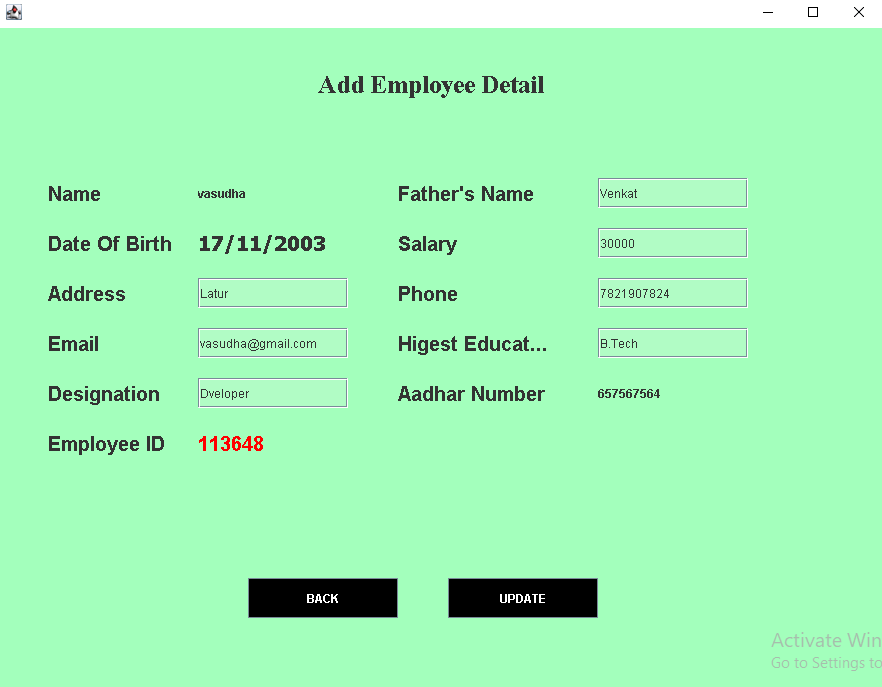 Add Employee Detail
Name vasudha Father's Name Venkat
Date Of Birth 17/11/2003 Salary 30000
Address Latur Phone 7821907824
Email vasudha@gmail.com Higest Educat... B.Tech
Designation Dveloper Aadhar Number 657567564
Employee ID 113648
BACK UPDATE
Activate Win
Go to Settings to